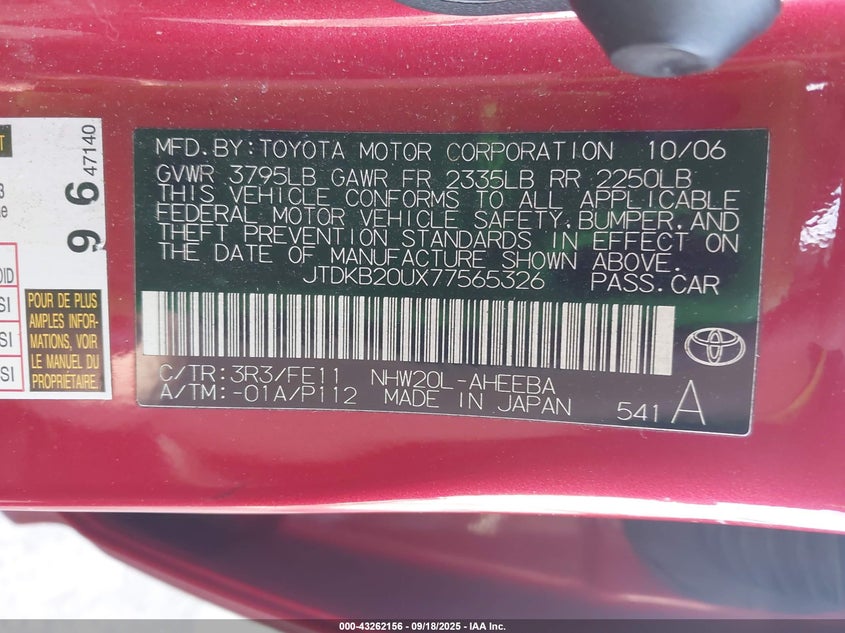 MFD.BY:TOYOTA MOTOR CORPORATION 10/06
GVWR 3795LB GAWR FR 2335LB RR 2250LB
THIS VEHICLE CONFORMS TO ALL APPLICABLE
FEDERAL MOTOR VEHICLE SAFETY,BUMPER,AND
THEFT PREVENTION STANDARDS IN EFFECT ON
THE DATE OF MANUFACTURE SHOWN ABOVE.
JTDKB20UX77565326 PASS.CAR
C/TR:3R3/FE11 NHW20L-AHEEBA
A/TM:-01A/P112 MADE IN JAPAN
541 A
47140
9 6
POUR DE PLUS
AMPLES INFOR-
MATIONS, VOIR
LE MANUEL DU
PROPRIÉTAIRE
000-43262156 - 09/18/2025 - IAA Inc.